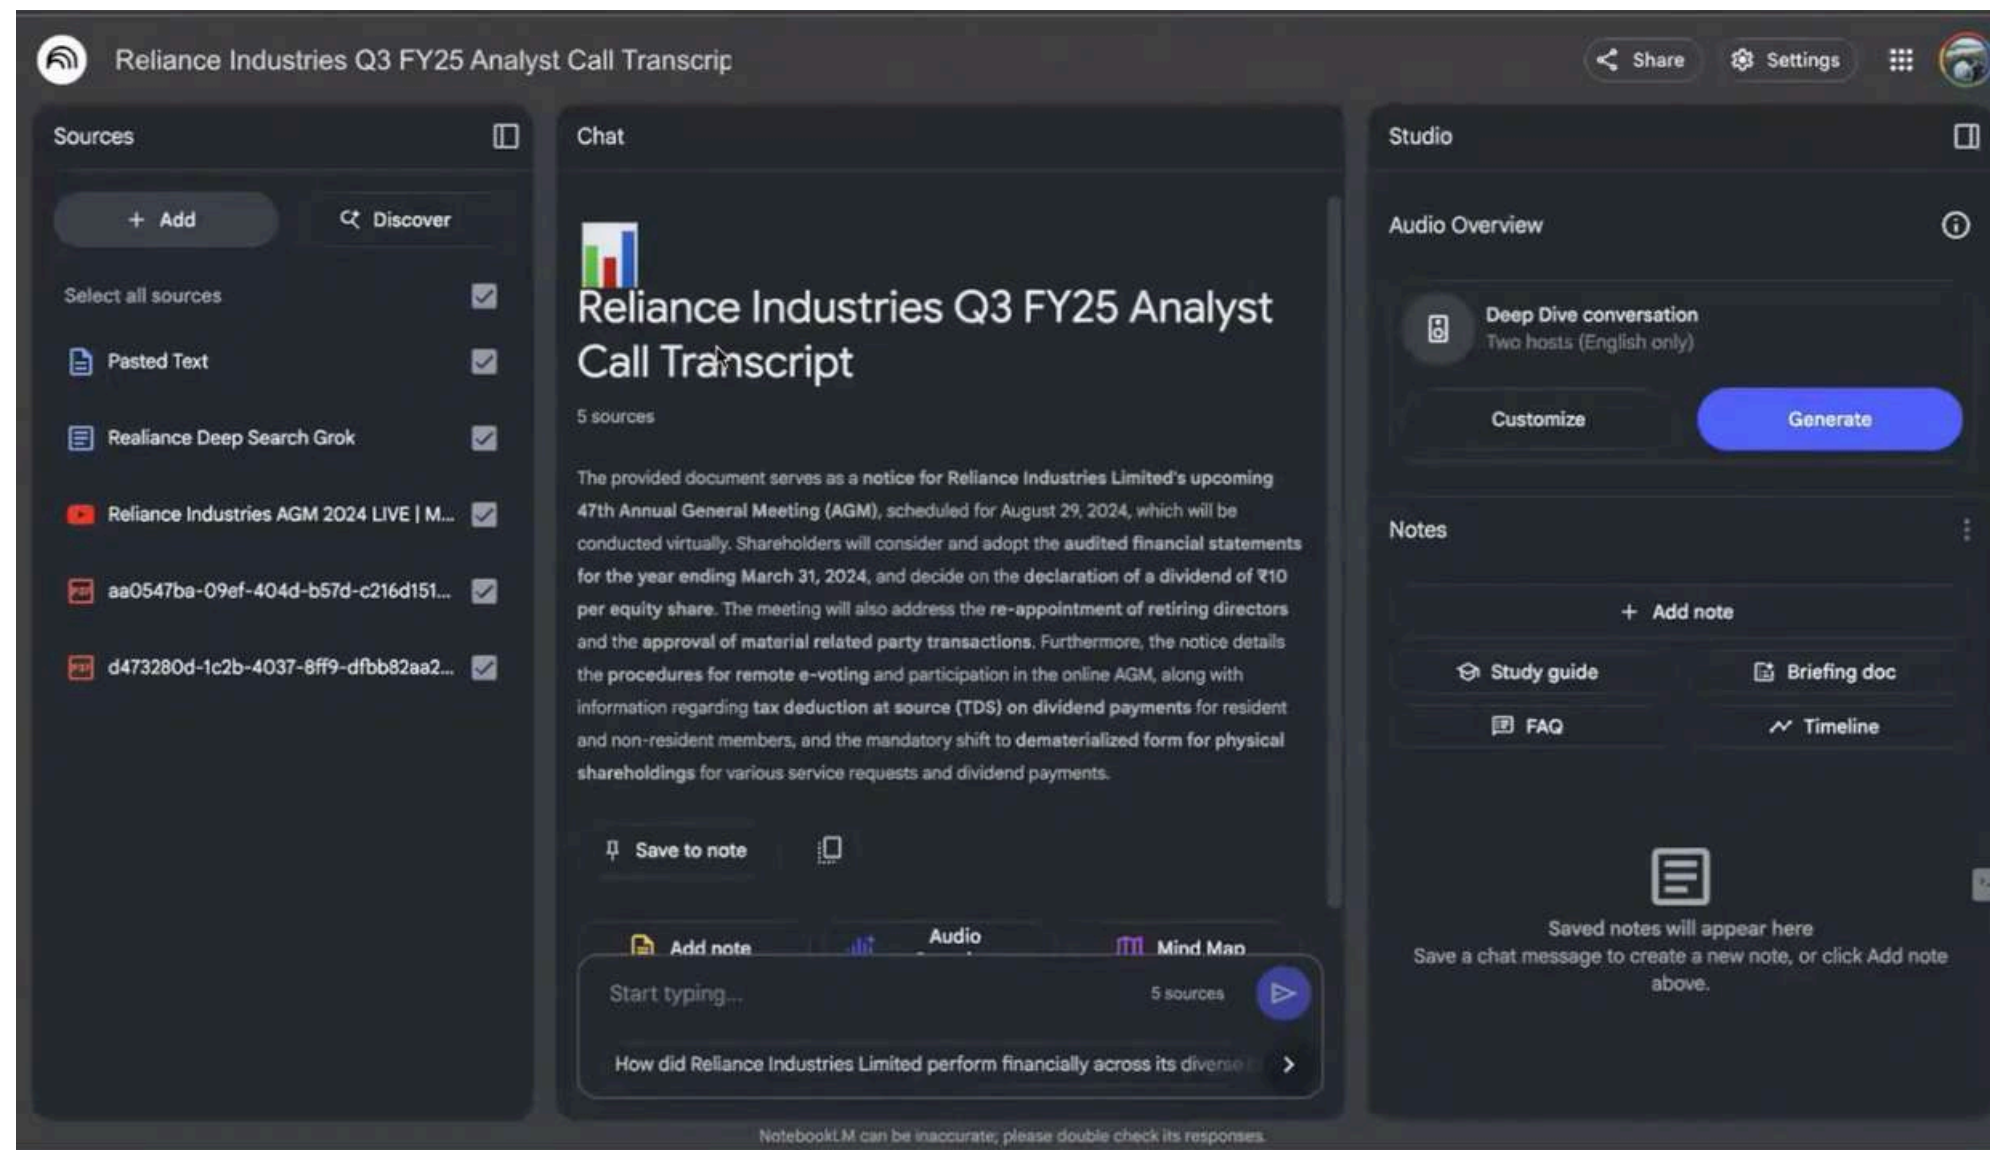 Reliance Industries Q3 FY25 Analyst Call Transcrip
Share
Settings
Sources
+ Add
Discover
Select all sources
Pasted Text
Realiance Deep Search Grok
Reliance Industries AGM 2024 LIVE | M...
aa0547ba-09ef-404d-b57d-c216d151...
d473280d-1c2b-4037-8ff9-dfbb82aa2...
Chat
Reliance Industries Q3 FY25 Analyst
Call Transcript
5 sources
The provided document serves as a notice for Reliance Industries Limited's upcoming
47th Annual General Meeting (AGM), scheduled for August 29, 2024, which will be
conducted virtually. Shareholders will consider and adopt the audited financial statements
for the year ending March 31, 2024, and decide on the declaration of a dividend of ₹10
per equity share. The meeting will also address the re-appointment of retiring directors
and the approval of material related party transactions. Furthermore, the notice details
the procedures for remote e-voting and participation in the online AGM, along with
information regarding tax deduction at source (TDS) on dividend payments for resident
and non-resident members, and the mandatory shift to dematerialized form for physical
shareholdings for various service requests and dividend payments.
Save to note
Add note
Audio
Mind Map
Start typing...
5 sources
How did Reliance Industries Limited perform financially across its diverse
NotebookLM can be inaccurate; please double check its responses.
Studio
Audio Overview
Deep Dive conversation
Two hosts (English only)
Customize
Generate
Notes
+ Add note
Study guide
Briefing doc
FAQ
Timeline
Saved notes will appear here
Save a chat message to create a new note, or click Add note
above.